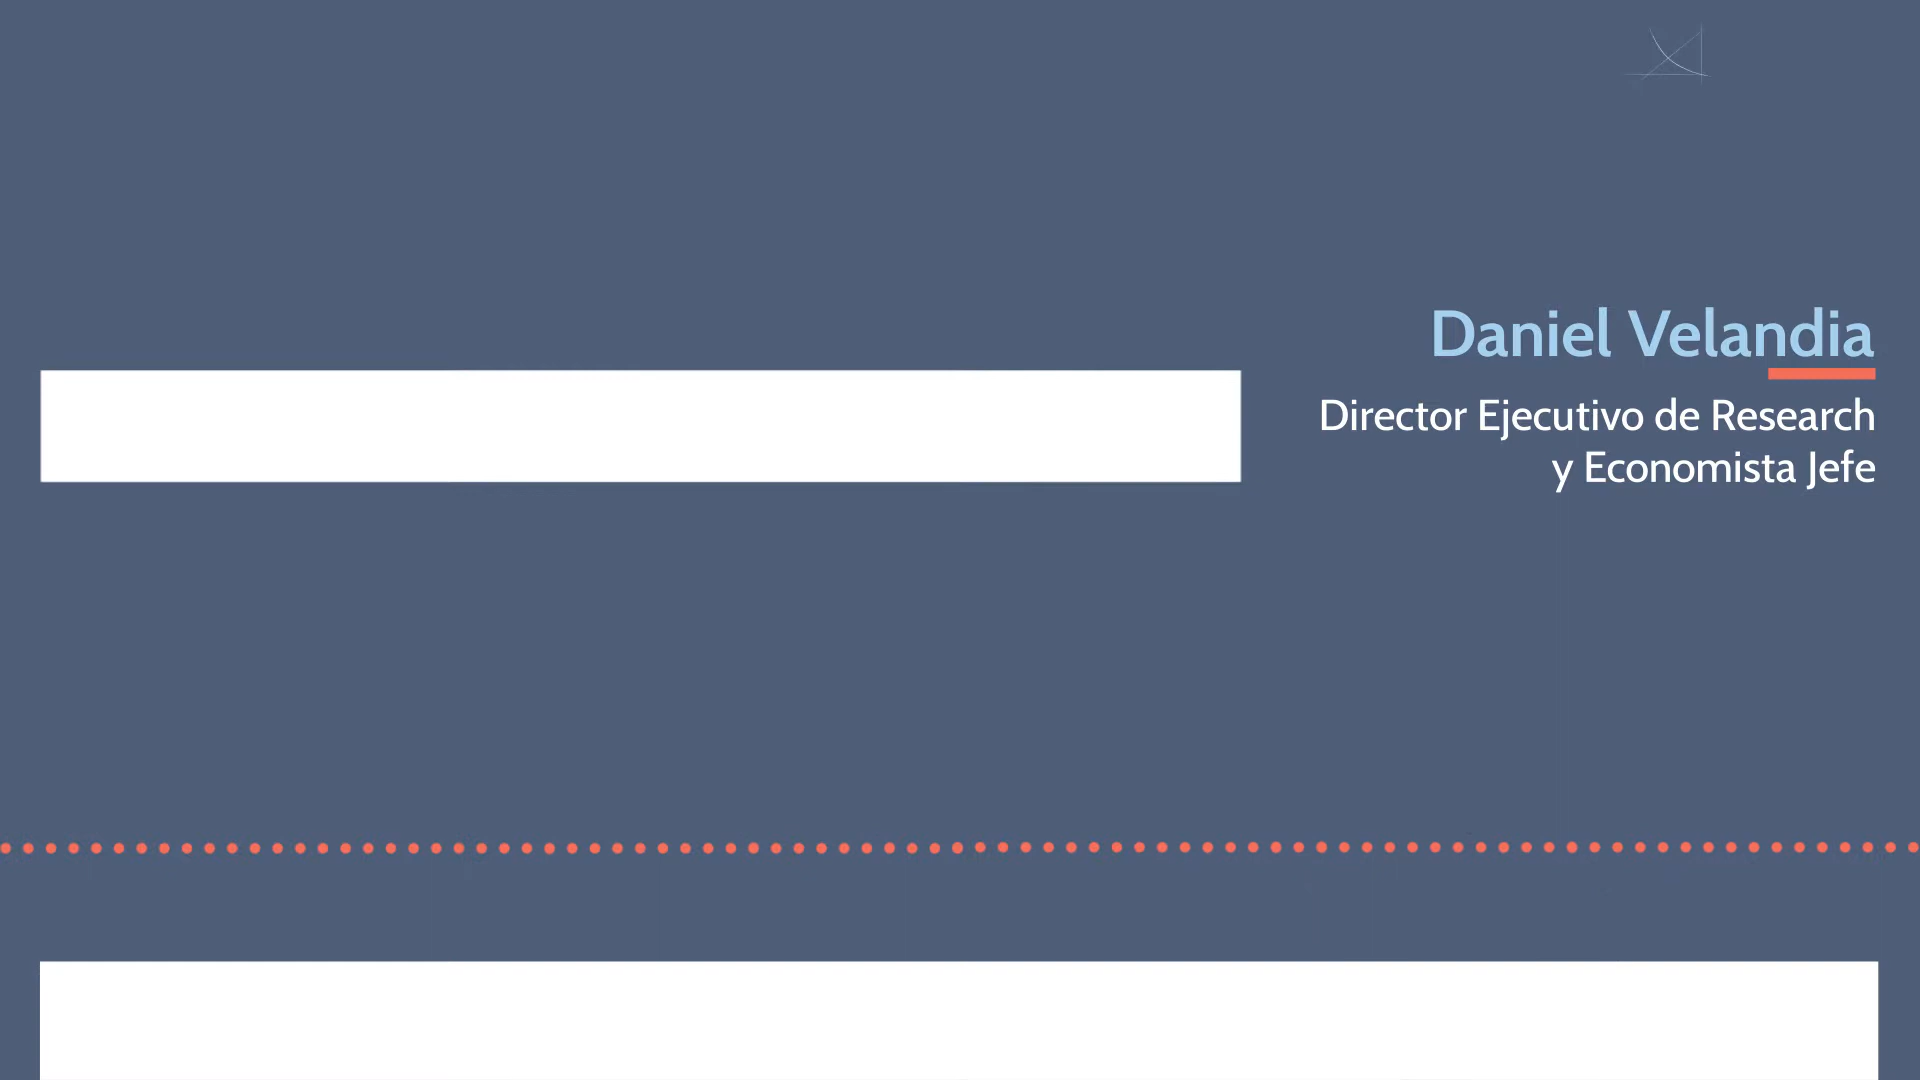 Daniel Velandia
Director Ejecutivo de Research
y Economista Jefe